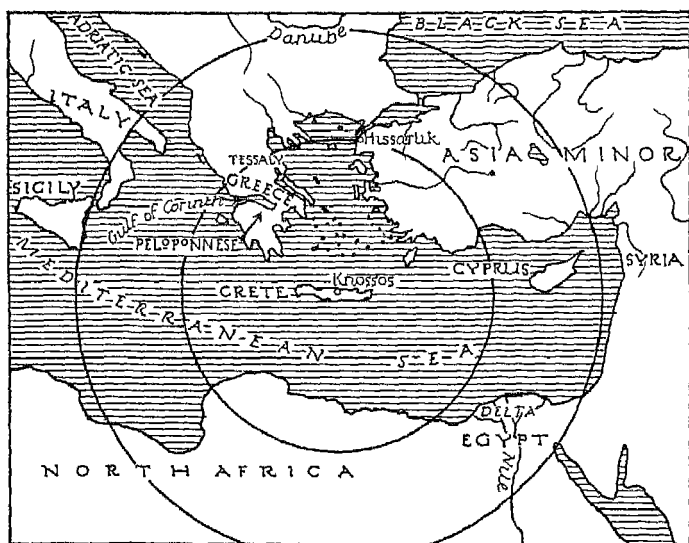 BLACK SEA
Danube
ADRIATIC SEA
ITALY
Hissarluk
TESSALY
ASIA MINOR
GREECE
SICILY
Gulf of Corinth
PELOPONNESE
MEDITERRANEAN SEA
SYRIA
CYPRUS
Knossos
CRETE
DELTA
EGYPT
NORTH AFRICA
Nile